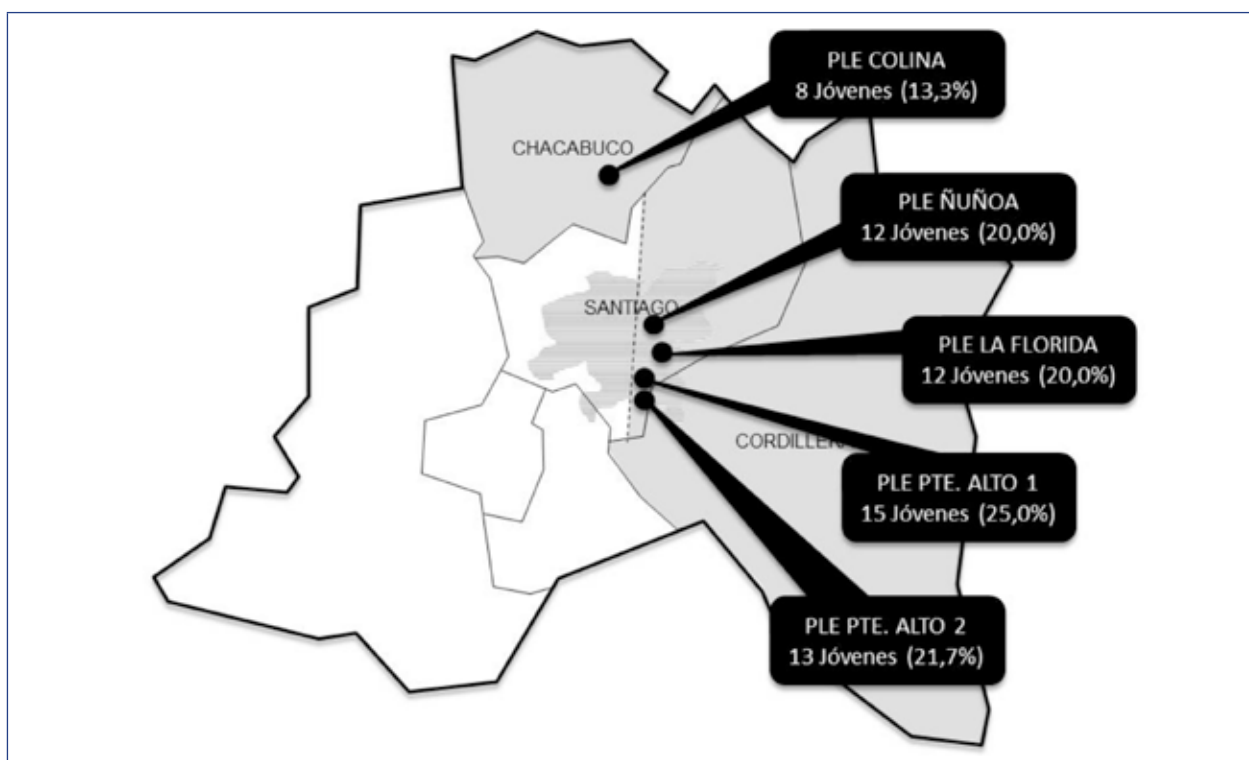 PLE COLINA
8 Jóvenes (13,3%)
CHACABUCO
PLE ÑUÑOA
12 Jóvenes (20,0%)
SANTIAGO
PLE LA FLORIDA
12 Jóvenes (20,0%)
CORDILLER
PLE PTE. ALTO 1
15 Jóvenes (25,0%)
PLE PTE. ALTO 2
13 Jóvenes (21,7%)